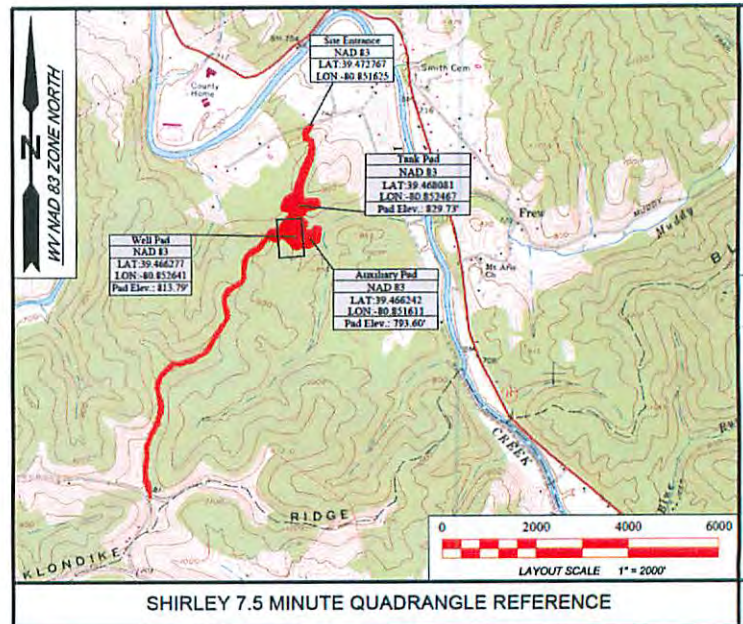 WV NAD 83 ZONE NORTH
N
Site Entrance
NAD 83
LAT:39.472767
LON -80.851625
County
Home
Smith Cem
Tank Pad
NAD 83
LAT:39.468081
LON:-80.852467
Pad Elev.: 829.73'
Frew
MUDDY
Muddy
Well Pad
NAD 83
LAT:39.466277
LON:-80.852641
Pad Elev.: 813.79'
Auxiliary Pad
NAD 83
LAT:39.466242
LON:-80.851611
Pad Elev.: 793.60'
CREEK
KLONDIKE RIDGE
0 2000 4000 6000
LAYOUT SCALE 1" = 2000'
SHIRLEY 7.5 MINUTE QUADRANGLE REFERENCE